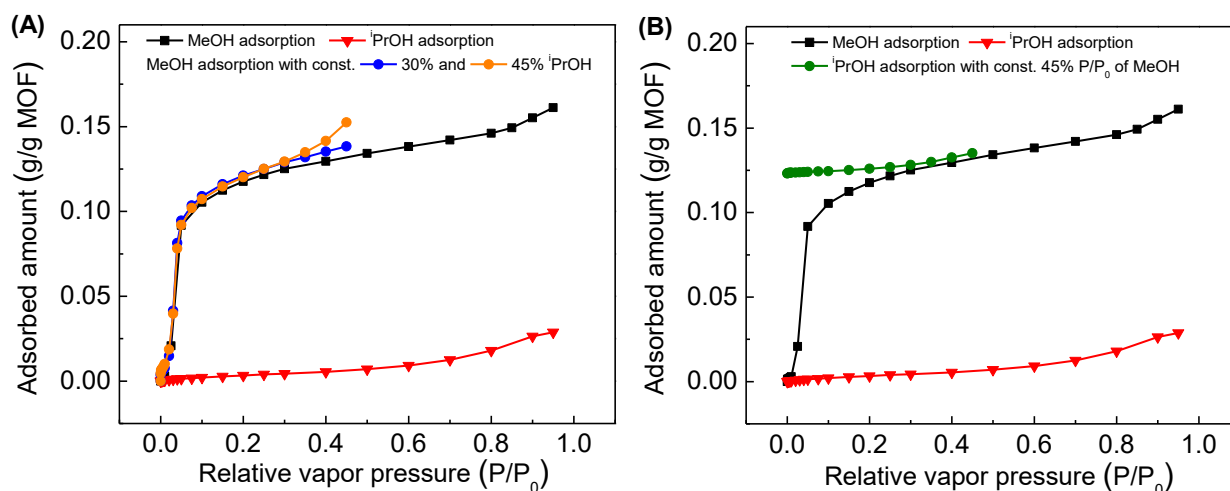 (A)
MeOH adsorption ⁱPrOH adsorption
MeOH adsorption with const. 30% and 45% ⁱPrOH
0.20
0.15
0.10
0.05
0.00
Adsorbed amount (g/g MOF)
0.0 0.2 0.4 0.6 0.8 1.0
Relative vapor pressure (P/P₀)
(B)
MeOH adsorption ⁱPrOH adsorption
ⁱPrOH adsorption with const. 45% P/P₀ of MeOH
0.20
0.15
0.10
0.05
0.00
Adsorbed amount (g/g MOF)
0.0 0.2 0.4 0.6 0.8 1.0
Relative vapor pressure (P/P₀)